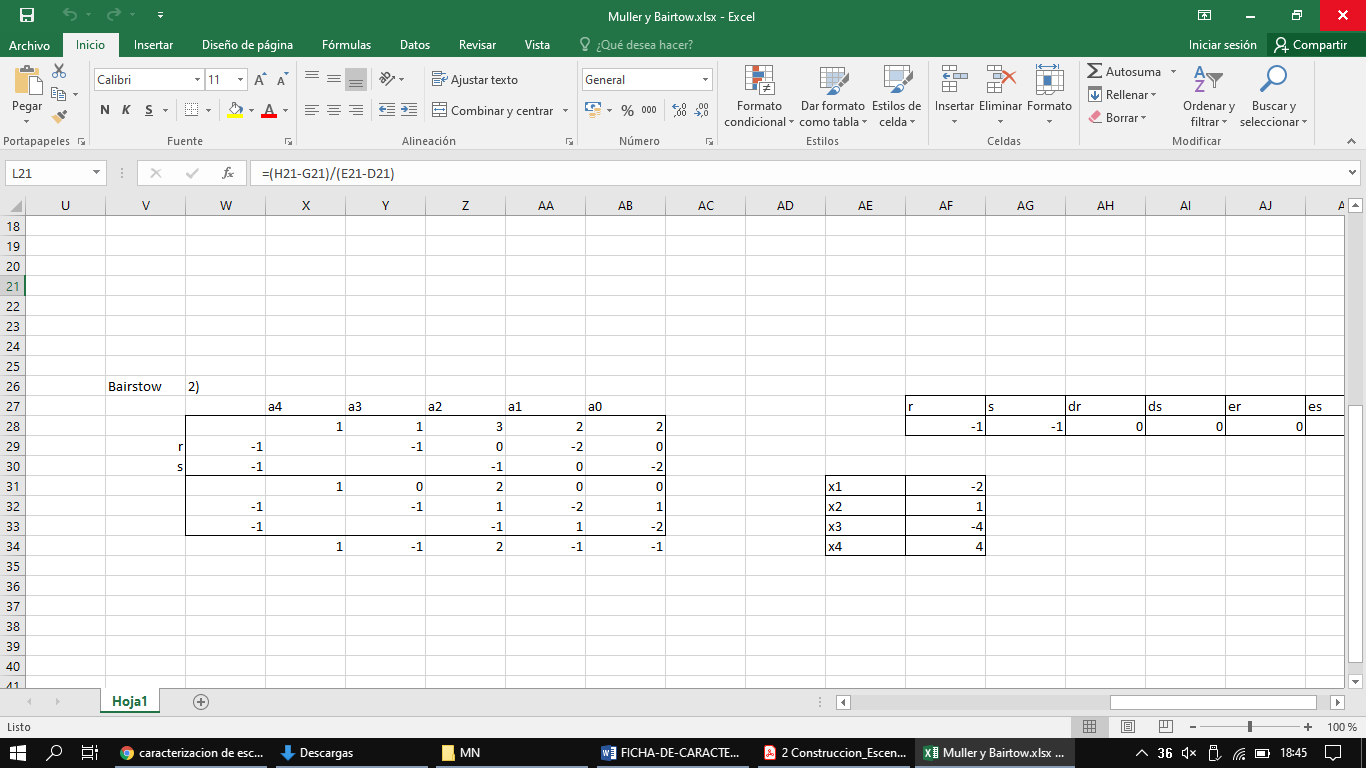 Muller y Bairtow.xlsx - Excel
Archivo Inicio Insertar Diseño de página Fórmulas Datos Revisar Vista ¿Qué desea hacer? Iniciar sesión Compartir
Pegar
Calibri 11
N K S
Ajustar texto
Combinar y centrar
General
% 000
Formato condicional
Dar formato como tabla
Estilos de celda
Insertar Eliminar Formato
Autosuma
Rellenar
Borrar
Ordenar y filtrar
Buscar y seleccionar
Portapapeles Fuente Alineación Número Estilos Celdas Modificar
L21 fx =(H21-G21)/(E21-D21)
U V W X Y Z AA AB AC AD AE AF AG AH AI AJ
18
19
20
21
22
23
24
25
26 Bairstow 2)
27 a4 a3 a2 a1 a0 r s dr ds er es
28 1 1 3 2 2 -1 -1 0 0 0
29 r -1 -1 0 -2 0
30 s -1 -1 0 -2
31 1 0 2 0 0 x1 -2
32 -1 -1 1 -2 1 x2 1
33 -1 -1 1 -2 x3 -4
34 1 -1 2 -1 -1 x4 4
35
36
37
38
39
40
41
Hoja1
Listo 100 %
caracterizacion de esc... Descargas MN FICHA-DE-CARACTE... 2 Construccion_Escen... Muller y Bairtow.xlsx ... 36 18:45